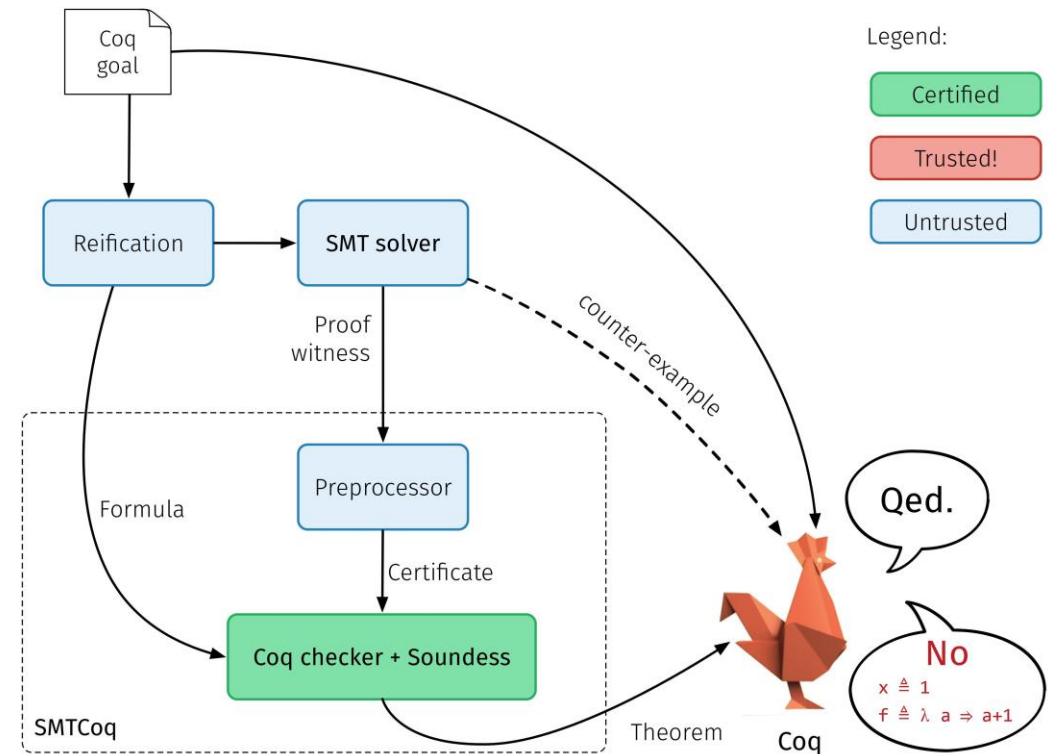 Coq
goal
Legend:
Certified
Trusted!
Untrusted
Reification
SMT solver
Proof
witness
counter-example
Preprocessor
Formula
Certificate
Qed.
Coq checker + Soundess
No
x ≜ 1
f ≜ λ a ⇒ a+1
SMTCoq
Theorem
Coq